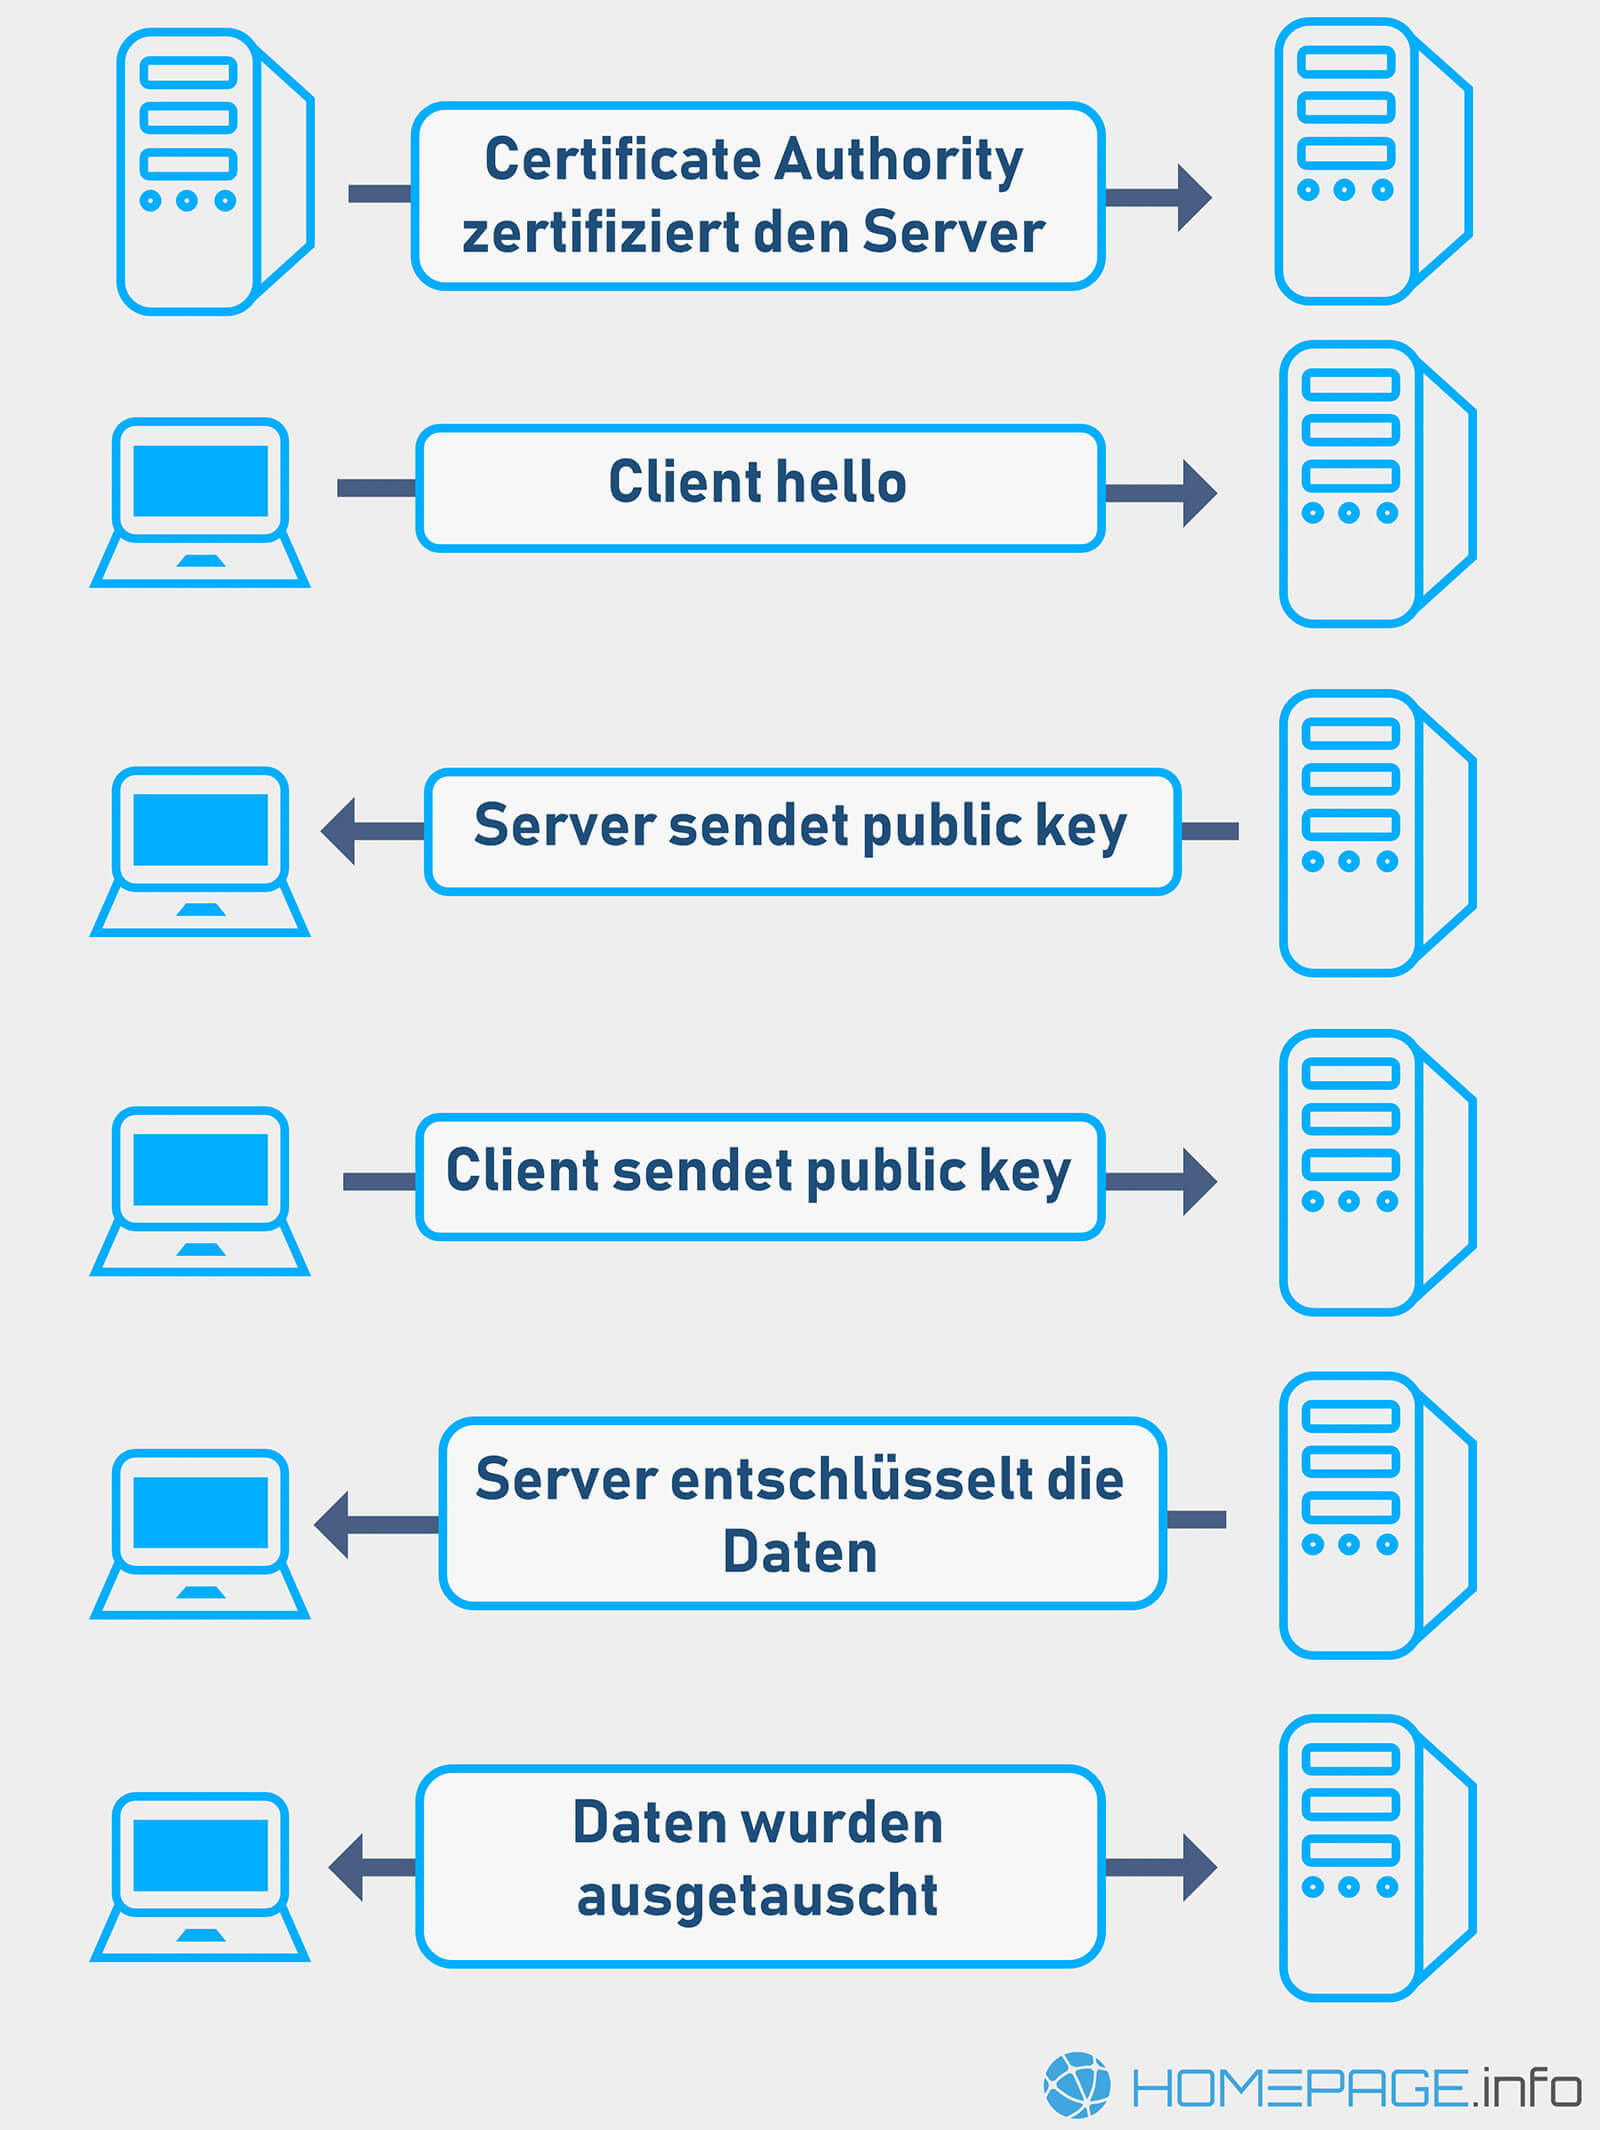 Certificate Authority
zertifiziert den Server
Client hello
Server sendet public key
Client sendet public key
Server entschlüsselt die
Daten
Daten wurden
ausgetauscht
HOMEPAGE.info